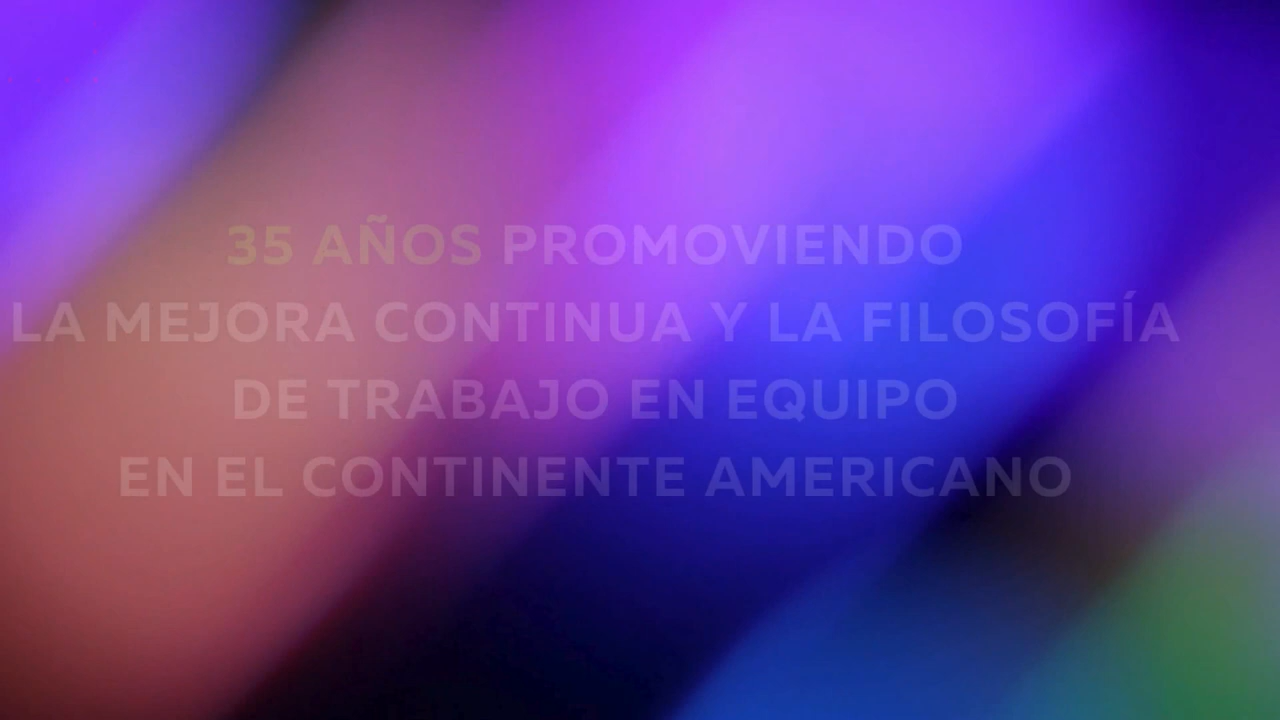 35 AÑOS PROMOVIENDO
LA MEJORA CONTINUA Y LA FILOSOFÍA
DE TRABAJO EN EQUIPO
EN EL CONTINENTE AMERICANO